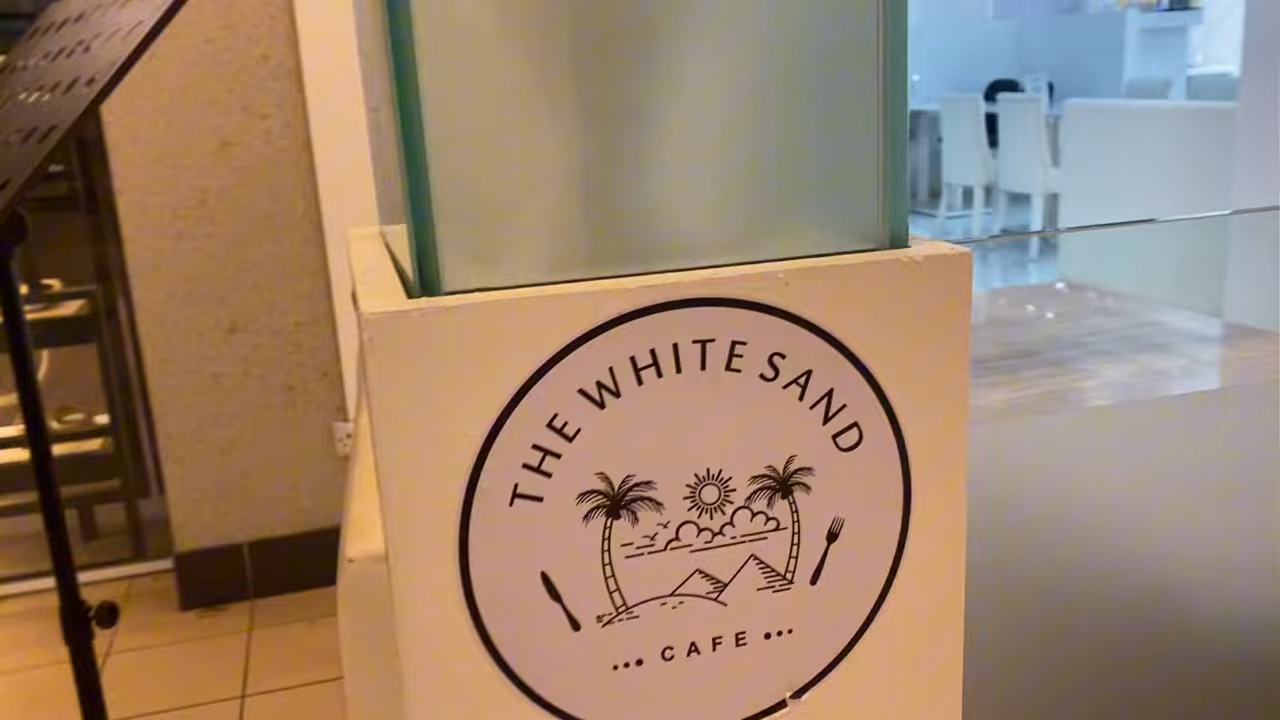 THE WHITE SAND
••• CAFE •••